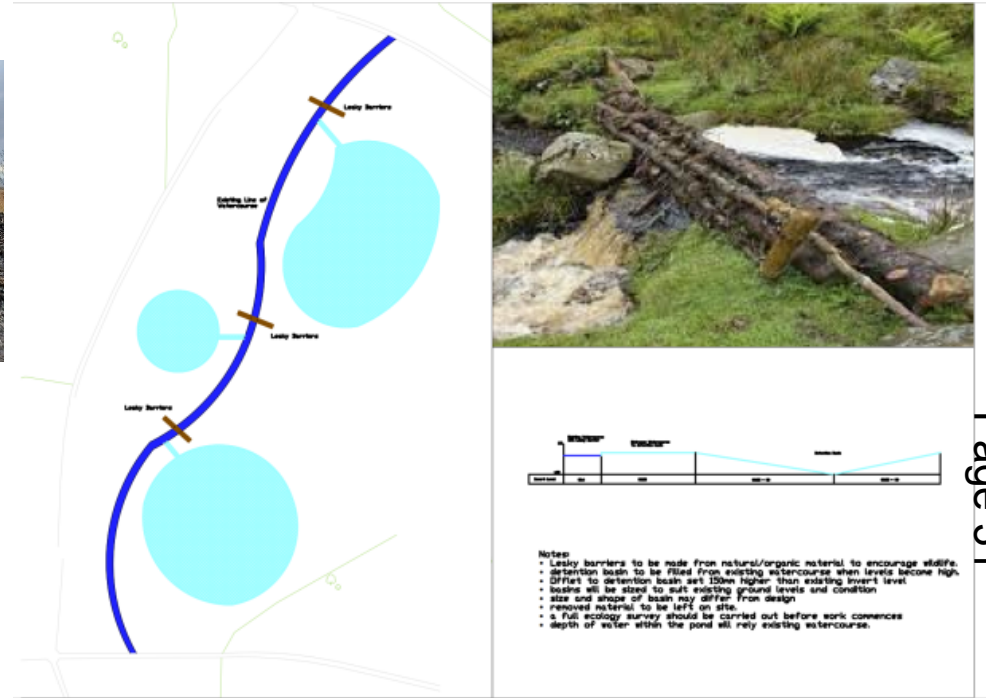 Leaky Barriers
Existing Line of
Watercourse
Leaky Barriers
Leaky Barriers
Detention Basin
Notes:
• Leaky barriers to be made from natural/organic material to encourage wildlife.
• detention basin to be filled from existing watercourse when levels become high.
• Offlet to detention basin set 150mm higher than existing invert level
• basins will be sized to suit existing ground levels and condition
• size and shape of basin may differ from design
• removed material to be left on site.
• a full ecology survey should be carried out before work commences
• depth of water within the pond will rely existing watercourse.